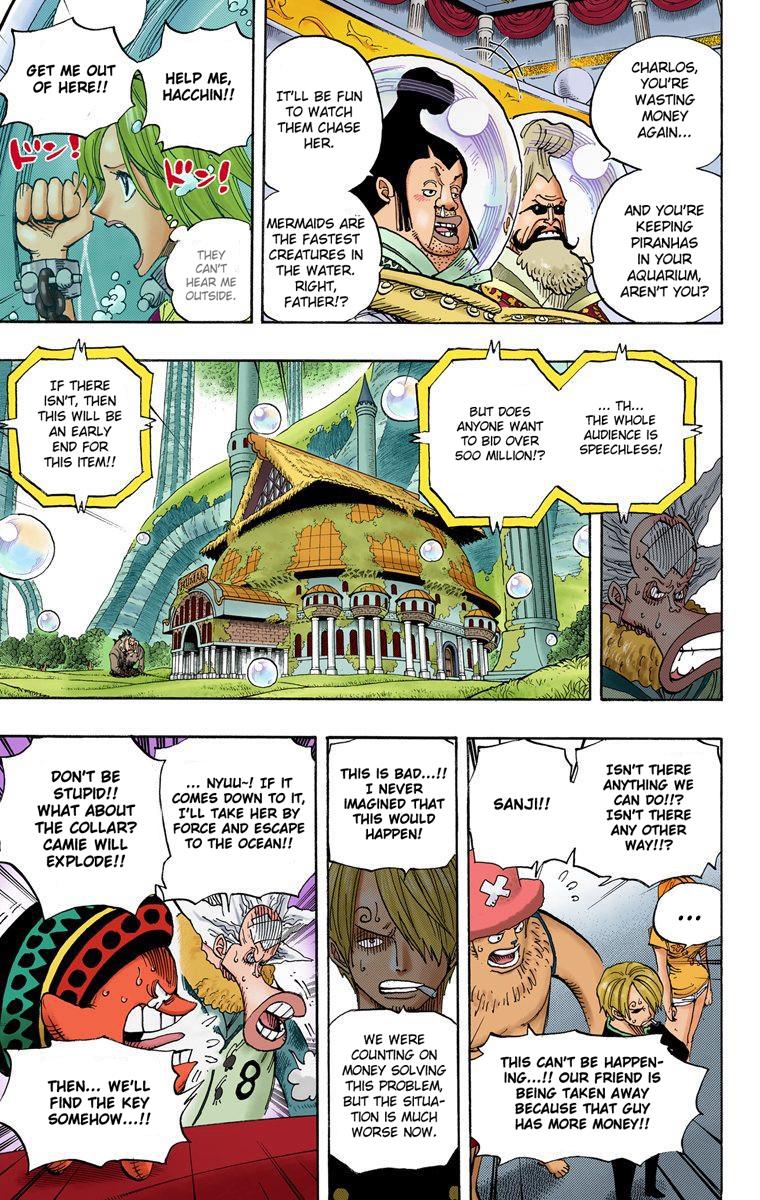 CHARLOS,
YOU'RE
WASTING
MONEY
AGAIN...
AND YOU'RE
KEEPING
PIRANHAS
IN YOUR
AQUARIUM,
AREN'T YOU?
IT'LL BE FUN
TO WATCH
THEM CHASE
HER.
MERMAIDS ARE
THE FASTEST
CREATURES IN
THE WATER.
RIGHT,
FATHER!?
HELP ME,
HACCHIN!!
GET ME OUT
OF HERE!!
ドン!
ドン!
THEY
CAN'T
HEAR ME
OUTSIDE.
... TH...
THE WHOLE
AUDIENCE IS
SPEECHLESS!
BUT DOES
ANYONE WANT
TO BID OVER
500 MILLION!?
IF THERE
ISN'T, THEN
THIS WILL BE
AN EARLY
END FOR
THIS ITEM!!
HUMAN
ISN'T THERE
ANYTHING WE
CAN DO!!?
ISN'T THERE
ANY OTHER
WAY!!?
SANJI!!
...
THIS CAN'T BE HAPPEN-
ING...!! OUR FRIEND IS
BEING TAKEN AWAY
BECAUSE THAT GUY
HAS MORE MONEY!!
THIS IS BAD...!!
I NEVER
IMAGINED THAT
THIS WOULD
HAPPEN!
WE WERE
COUNTING ON
MONEY SOLVING
THIS PROBLEM,
BUT THE SITUA-
TION IS MUCH
WORSE NOW.
... NYUU~! IF IT
COMES DOWN TO IT,
I'LL TAKE HER BY
FORCE AND ESCAPE
TO THE OCEAN!!
DON'T BE
STUPID!!
WHAT ABOUT
THE COLLAR?
CAMIE WILL
EXPLODE!!
8
THEN... WE'LL
FIND THE KEY
SOMEHOW...!!